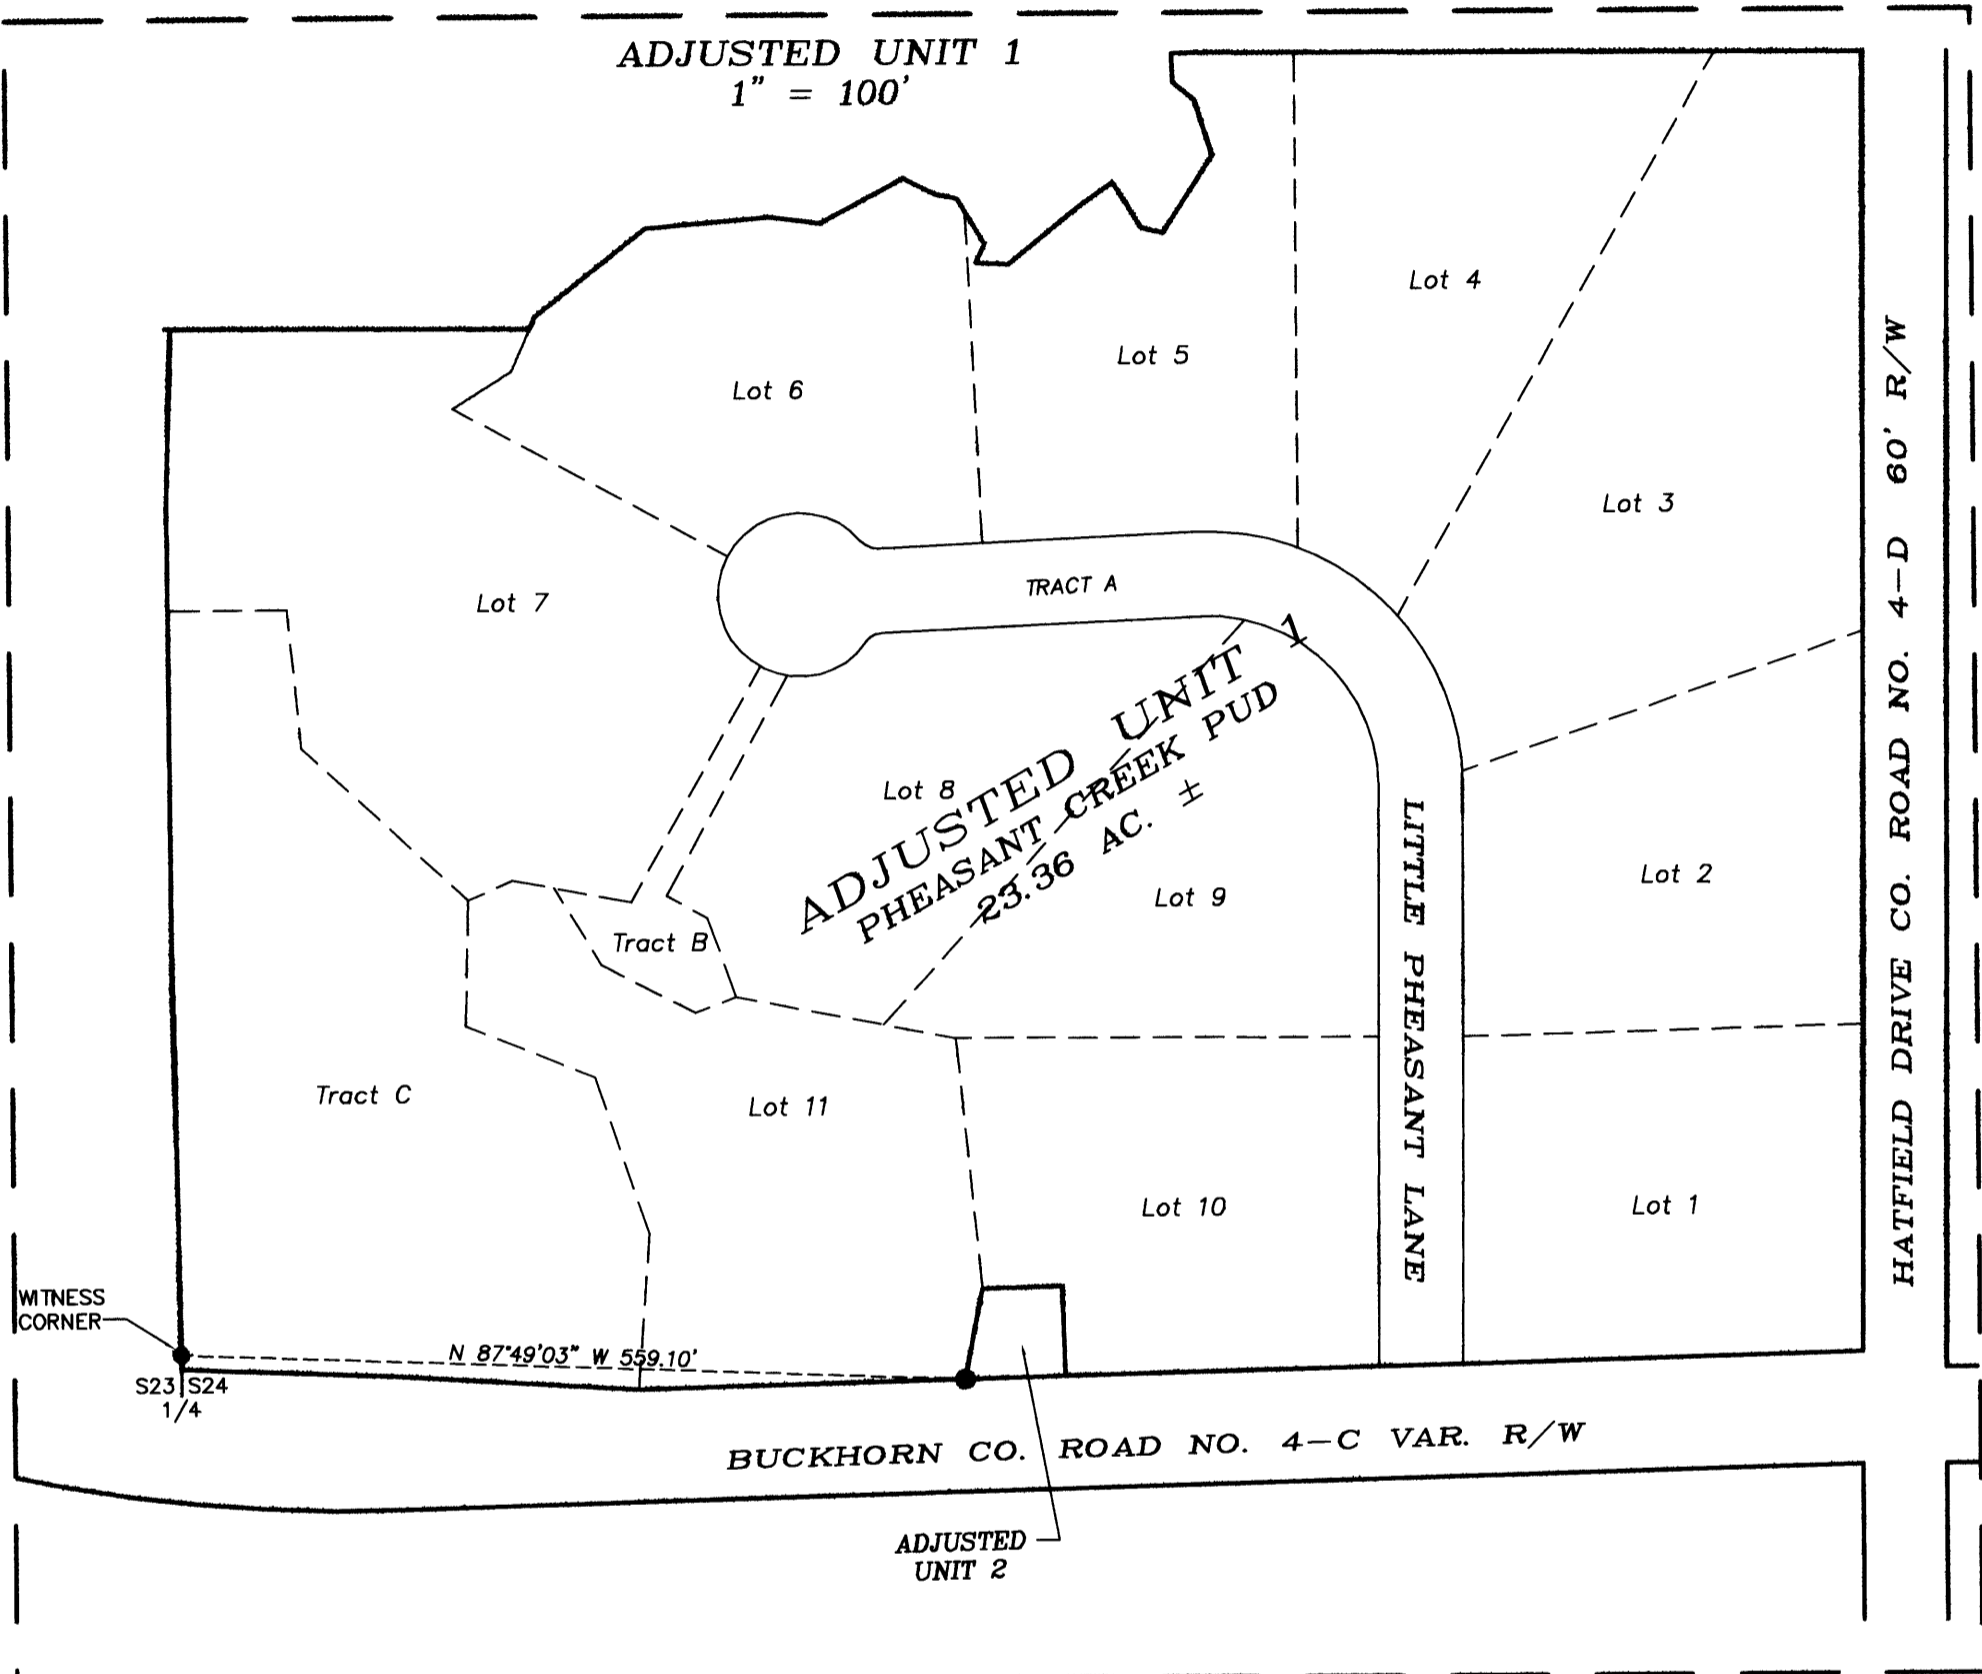 ADJUSTED UNIT 1
1" = 100'
Lot 4
Lot 5
Lot 6
Lot 3
Lot 7
TRACT A
ADJUSTED UNIT 1
PHEASANT CREEK PUD
23.36 AC. ±
Lot 8
Lot 9
Lot 2
Tract B
Tract C
Lot 11
Lot 10
Lot 1
LITTLE PHEASANT LANE
HATFIELD DRIVE CO. ROAD NO. 4-D 60' R/W
WITNESS
CORNER
N 87°49'03" W 559.10'
S23 S24
1/4
BUCKHORN CO. ROAD NO. 4-C VAR. R/W
ADJUSTED
UNIT 2